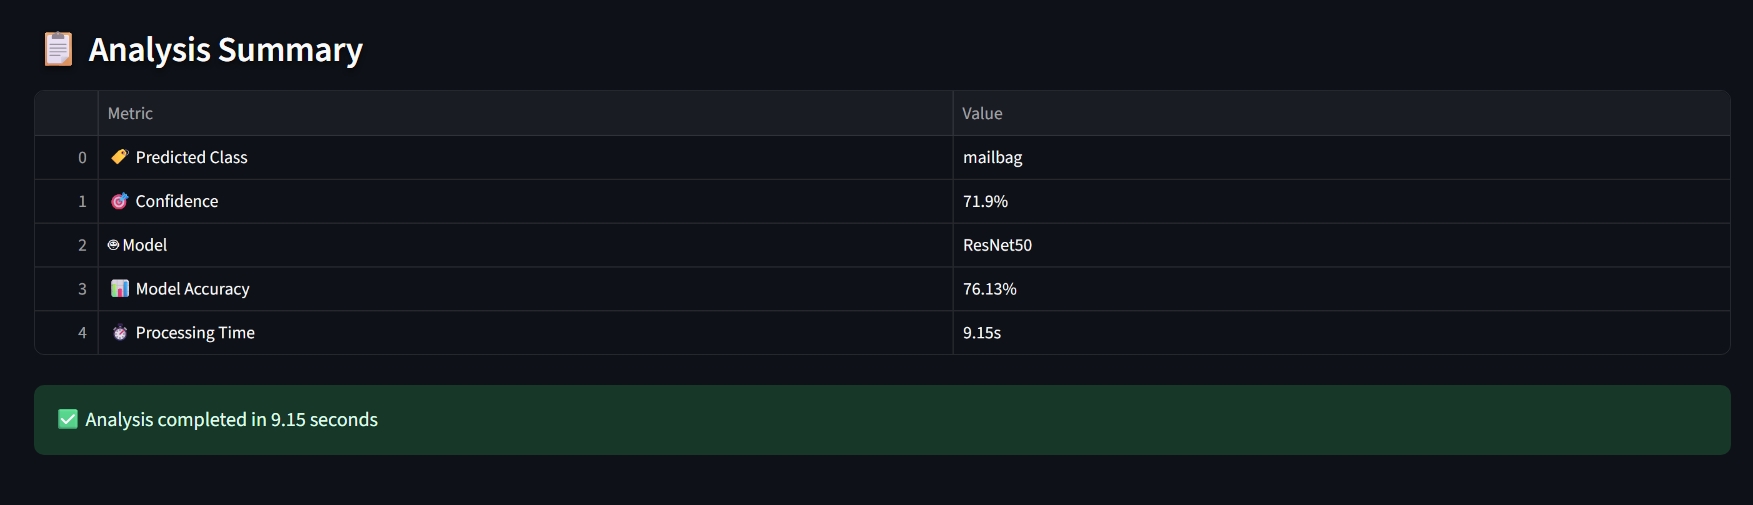 📋 Analysis Summary
Metric Value
0 🏷️ Predicted Class mailbag
1 🎯 Confidence 71.9%
2 Model ResNet50
3 📊 Model Accuracy 76.13%
4 ⏱️ Processing Time 9.15s
✅ Analysis completed in 9.15 seconds